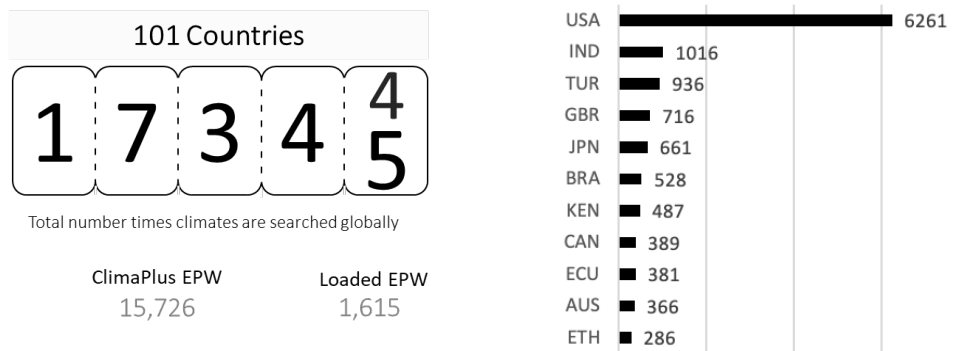 101 Countries
1 7 3 4 4
5
Total number times climates are searched globally
ClimaPlus EPW
15,726
Loaded EPW
1,615
USA 6261
IND 1016
TUR 936
GBR 716
JPN 661
BRA 528
KEN 487
CAN 389
ECU 381
AUS 366
ETH 286